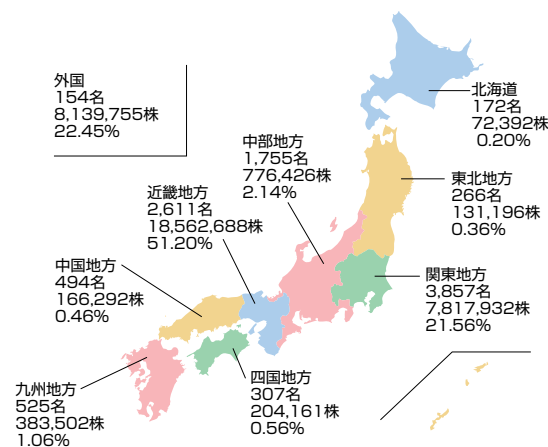 外国
154名
8,139,755株
22.45%
北海道
172名
72,392株
0.20%
中部地方
1,755名
776,426株
2.14%
東北地方
266名
131,196株
0.36%
近畿地方
2,611名
18,562,688株
51.20%
関東地方
3,857名
7,817,932株
21.56%
中国地方
494名
166,292株
0.46%
四国地方
307名
204,161株
0.56%
九州地方
525名
383,502株
1.06%